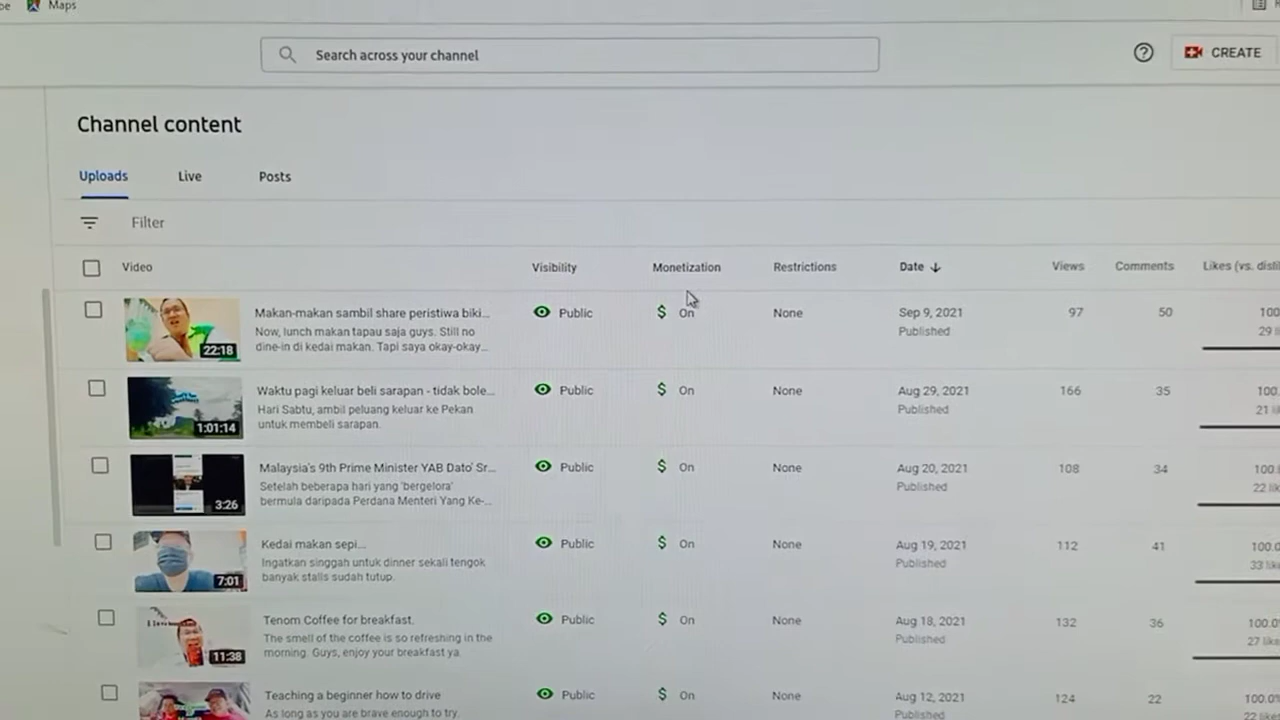 Maps
Search across your channel
CREATE
Channel content
Uploads Live Posts
Filter
Video Visibility Monetization Restrictions Date Views Comments Likes (vs.
Makan-makan sambil share peristiwa biki... Public $ On None Sep 9, 2021 97 50 100
Now, lunch makan tapau saja guys. Still no Published 29
dine-in di kedai makan. Tapi saya okay-okay...
22:18
Waktu pagi keluar beli sarapan - tidak bole... Public $ On None Aug 29, 2021 166 35 100.
Hari Sabtu, ambil peluang keluar ke Pekan Published 21
untuk membeli sarapan.
1:01:14
Malaysia's 9th Prime Minister YAB Dato' Sr... Public $ On None Aug 20, 2021 108 34 100.
Setelah beberapa hari yang 'bergelora' Published 22
bermula daripada Perdana Menteri Yang Ke-...
3:26
Kedai makan sepi... Public $ On None Aug 19, 2021 112 41 100.0
Ingatkan singgah untuk dinner sekali tengok Published 33
banyak stalls sudah tutup.
7:01
Tenom Coffee for breakfast. Public $ On None Aug 18, 2021 132 36 100.0
The smell of the coffee is so refreshing in the Published 27
morning. Guys, enjoy your breakfast ya.
11:38
Teaching a beginner how to drive Public $ On None Aug 12, 2021 124 22 100.0
As long as you are brave enough to try. Published 22